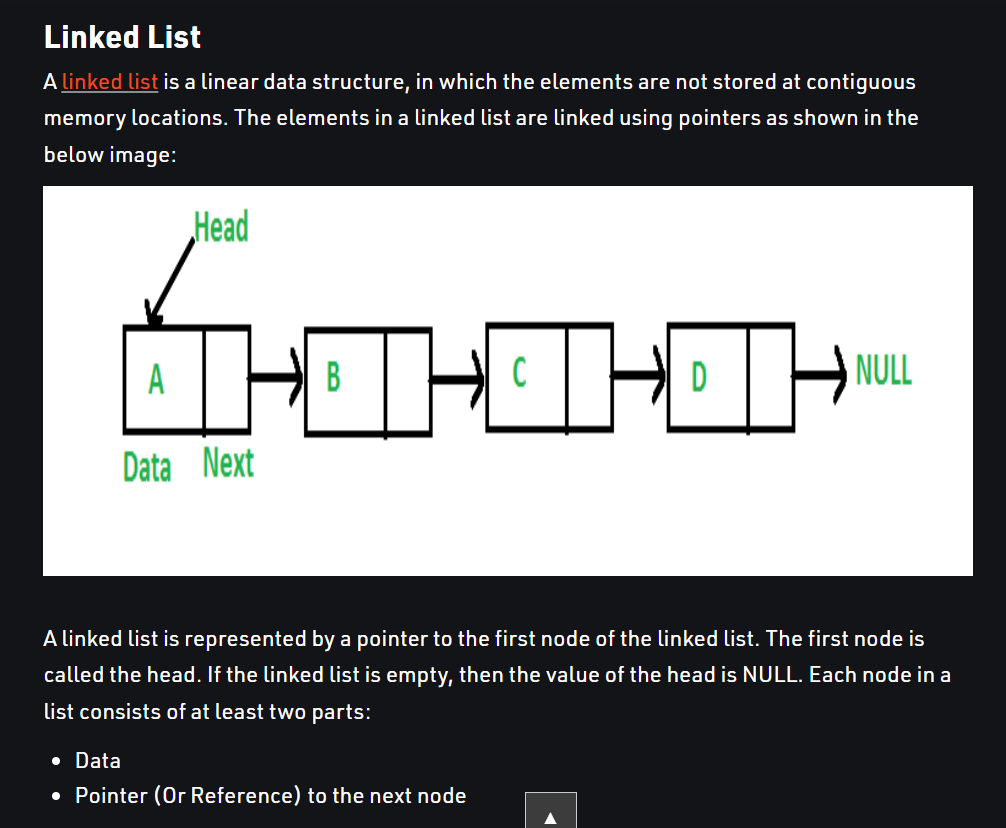 Linked List
A linked list is a linear data structure, in which the elements are not stored at contiguous
memory locations. The elements in a linked list are linked using pointers as shown in the
below image:
Head
A
B
C
D
NULL
Data Next
A linked list is represented by a pointer to the first node of the linked list. The first node is
called the head. If the linked list is empty, then the value of the head is NULL. Each node in a
list consists of at least two parts:
• Data
• Pointer (Or Reference) to the next node